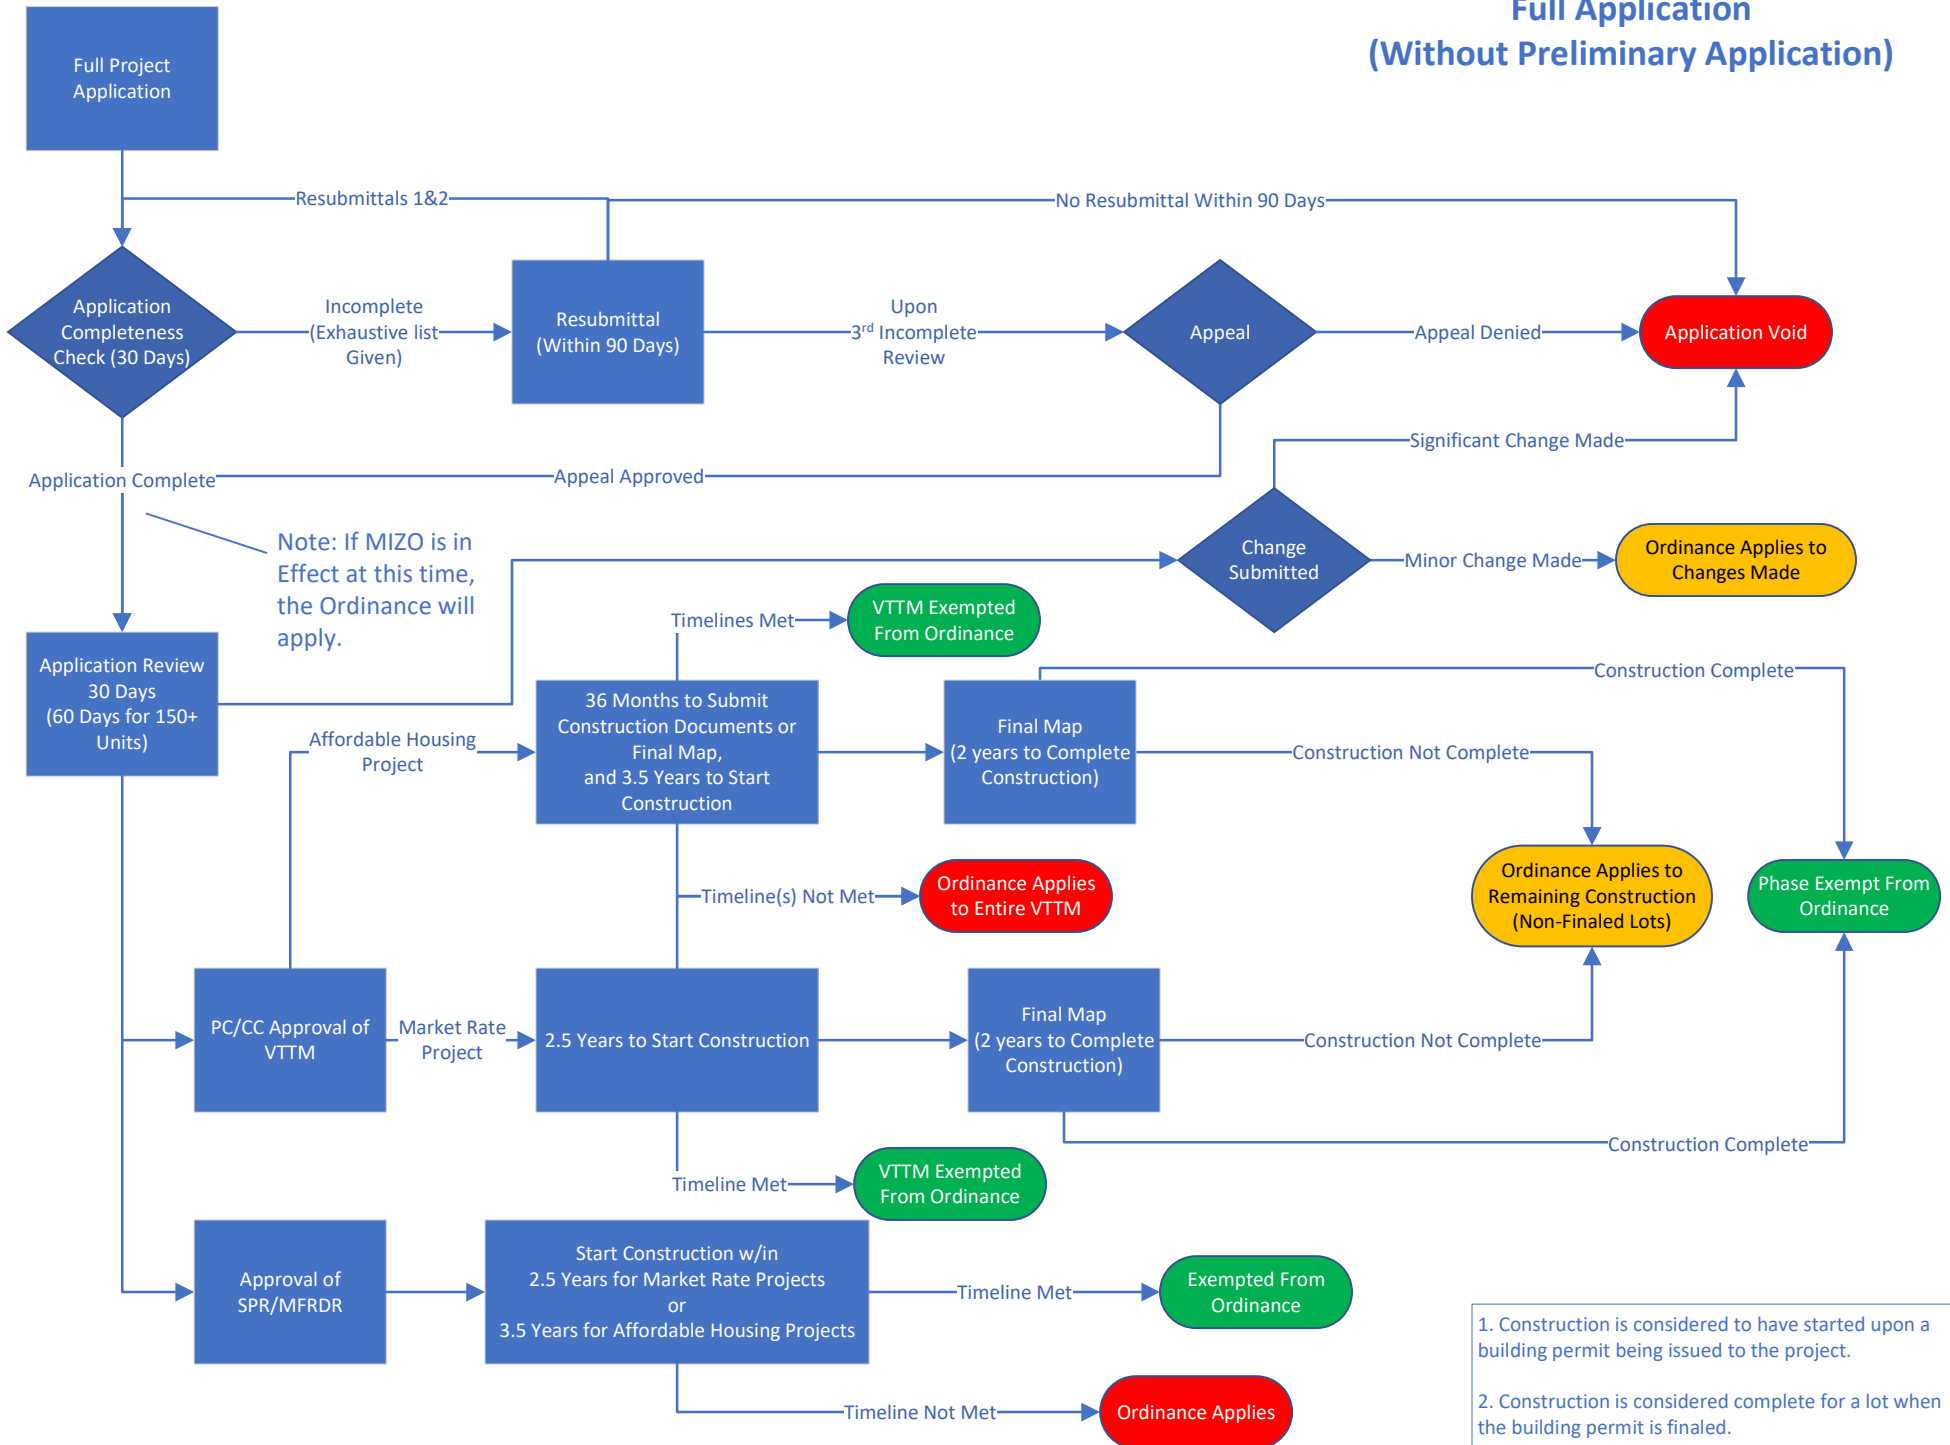 Full Application
(Without Preliminary Application)
Full Project
Application
Resubmittals 1&2
No Resubmittal Within 90 Days
Application
Completeness
Check (30 Days)
Incomplete
(Exhaustive list
Given)
Resubmittal
(Within 90 Days)
Upon
3rd Incomplete
Review
Appeal
Appeal Denied
Application Void
Significant Change Made
Application Complete
Appeal Approved
Note: If MIZO is in
Effect at this time,
the Ordinance will
apply.
Change
Submitted
Minor Change Made
Ordinance Applies to
Changes Made
Timelines Met
VTTM Exempted
From Ordinance
Application Review
30 Days
(60 Days for 150+
Units)
Affordable Housing
Project
36 Months to Submit
Construction Documents or
Final Map,
and 3.5 Years to Start
Construction
Final Map
(2 years to Complete
Construction)
Construction Complete
Construction Not Complete
Timeline(s) Not Met
Ordinance Applies
to Entire VTTM
Ordinance Applies to
Remaining Construction
(Non-Finaled Lots)
Phase Exempt From
Ordinance
PC/CC Approval of
VTTM
Market Rate
Project
2.5 Years to Start Construction
Final Map
(2 years to Complete
Construction)
Construction Not Complete
Construction Complete
Timeline Met
VTTM Exempted
From Ordinance
Approval of
SPR/MFRDR
Start Construction w/in
2.5 Years for Market Rate Projects
or
3.5 Years for Affordable Housing Projects
Timeline Met
Exempted From
Ordinance
Timeline Not Met
Ordinance Applies
1. Construction is considered to have started upon a
building permit being issued to the project.
2. Construction is considered complete for a lot when
the building permit is finaled.